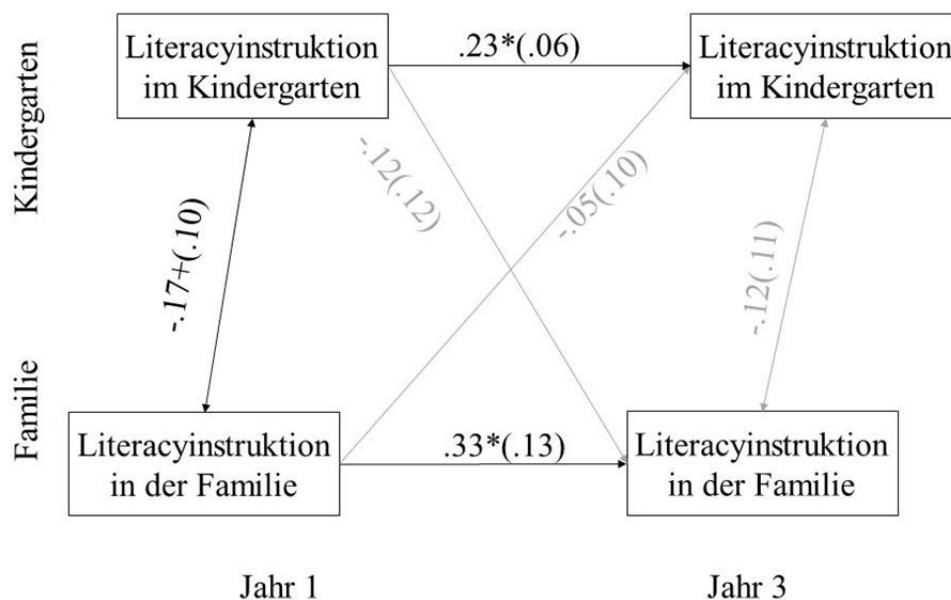 Kindergarten
Literacyinstruktion
im Kindergarten
.23*(.06)
Literacyinstruktion
im Kindergarten
-.12(.12)
-.05(.10)
-.17+(.10)
-.12(.11)
Familie
Literacyinstruktion
in der Familie
.33*(.13)
Literacyinstruktion
in der Familie
Jahr 1
Jahr 3